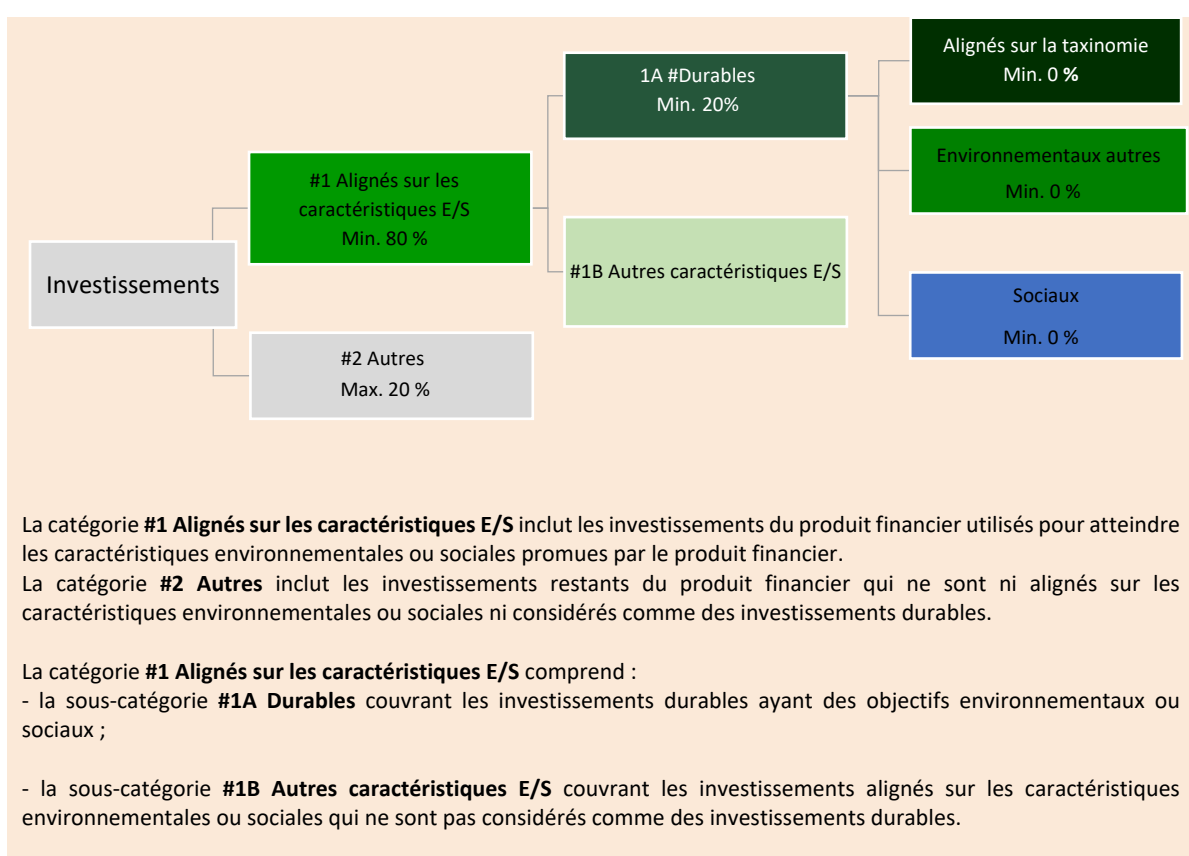 Alignés sur la taxinomie
Min. 0 %
1A #Durables
Min. 20%
Environnementaux autres
Min. 0 %
#1 Alignés sur les
caractéristiques E/S
Min. 80 %
#1B Autres caractéristiques E/S
Investissements
Sociaux
Min. 0 %
#2 Autres
Max. 20 %
La catégorie #1 Alignés sur les caractéristiques E/S inclut les investissements du produit financier utilisés pour atteindre
les caractéristiques environnementales ou sociales promues par le produit financier.
La catégorie #2 Autres inclut les investissements restants du produit financier qui ne sont ni alignés sur les
caractéristiques environnementales ou sociales ni considérés comme des investissements durables.
La catégorie #1 Alignés sur les caractéristiques E/S comprend :
- la sous-catégorie #1A Durables couvrant les investissements durables ayant des objectifs environnementaux ou
sociaux ;
- la sous-catégorie #1B Autres caractéristiques E/S couvrant les investissements alignés sur les caractéristiques
environnementales ou sociales qui ne sont pas considérés comme des investissements durables.